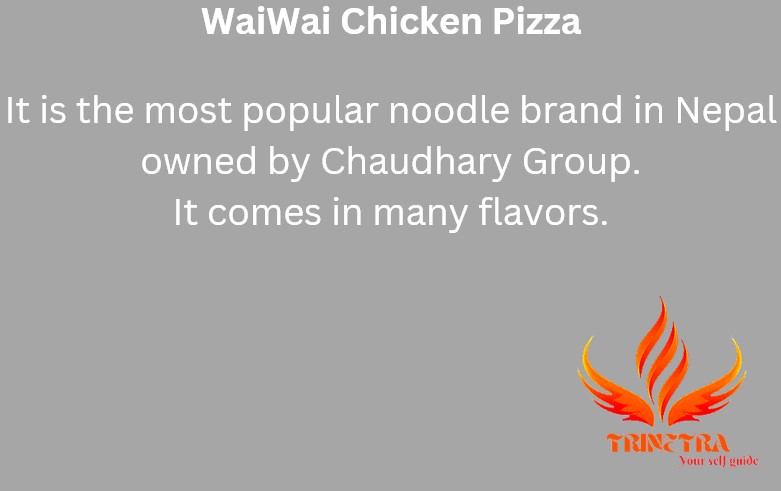 WaiWai Chicken Pizza
It is the most popular noodle brand in Nepal
owned by Chaudhary Group.
It comes in many flavors.
TRINETRA
Your self guide